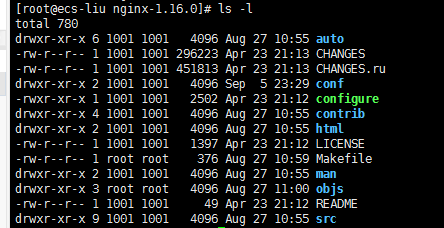 [root@ecs-liu nginx-1.16.0]# ls -l
total 780
drwxr-xr-x 6 1001 1001   4096 Aug 27 10:55 auto
-rw-r--r-- 1 1001 1001 296223 Apr 23 21:13 CHANGES
-rw-r--r-- 1 1001 1001 451813 Apr 23 21:13 CHANGES.ru
drwxr-xr-x 2 1001 1001   4096 Sep  5 23:29 conf
-rwxr-xr-x 1 1001 1001   2502 Apr 23 21:12 configure
drwxr-xr-x 4 1001 1001   4096 Aug 27 10:55 contrib
drwxr-xr-x 2 1001 1001   4096 Aug 27 10:55 html
-rw-r--r-- 1 1001 1001   1397 Apr 23 21:12 LICENSE
-rw-r--r-- 1 root root    376 Aug 27 10:59 Makefile
drwxr-xr-x 2 1001 1001   4096 Aug 27 10:55 man
drwxr-xr-x 3 root root   4096 Aug 27 11:00 objs
-rw-r--r-- 1 1001 1001     49 Apr 23 21:12 README
drwxr-xr-x 9 1001 1001   4096 Aug 27 10:55 src